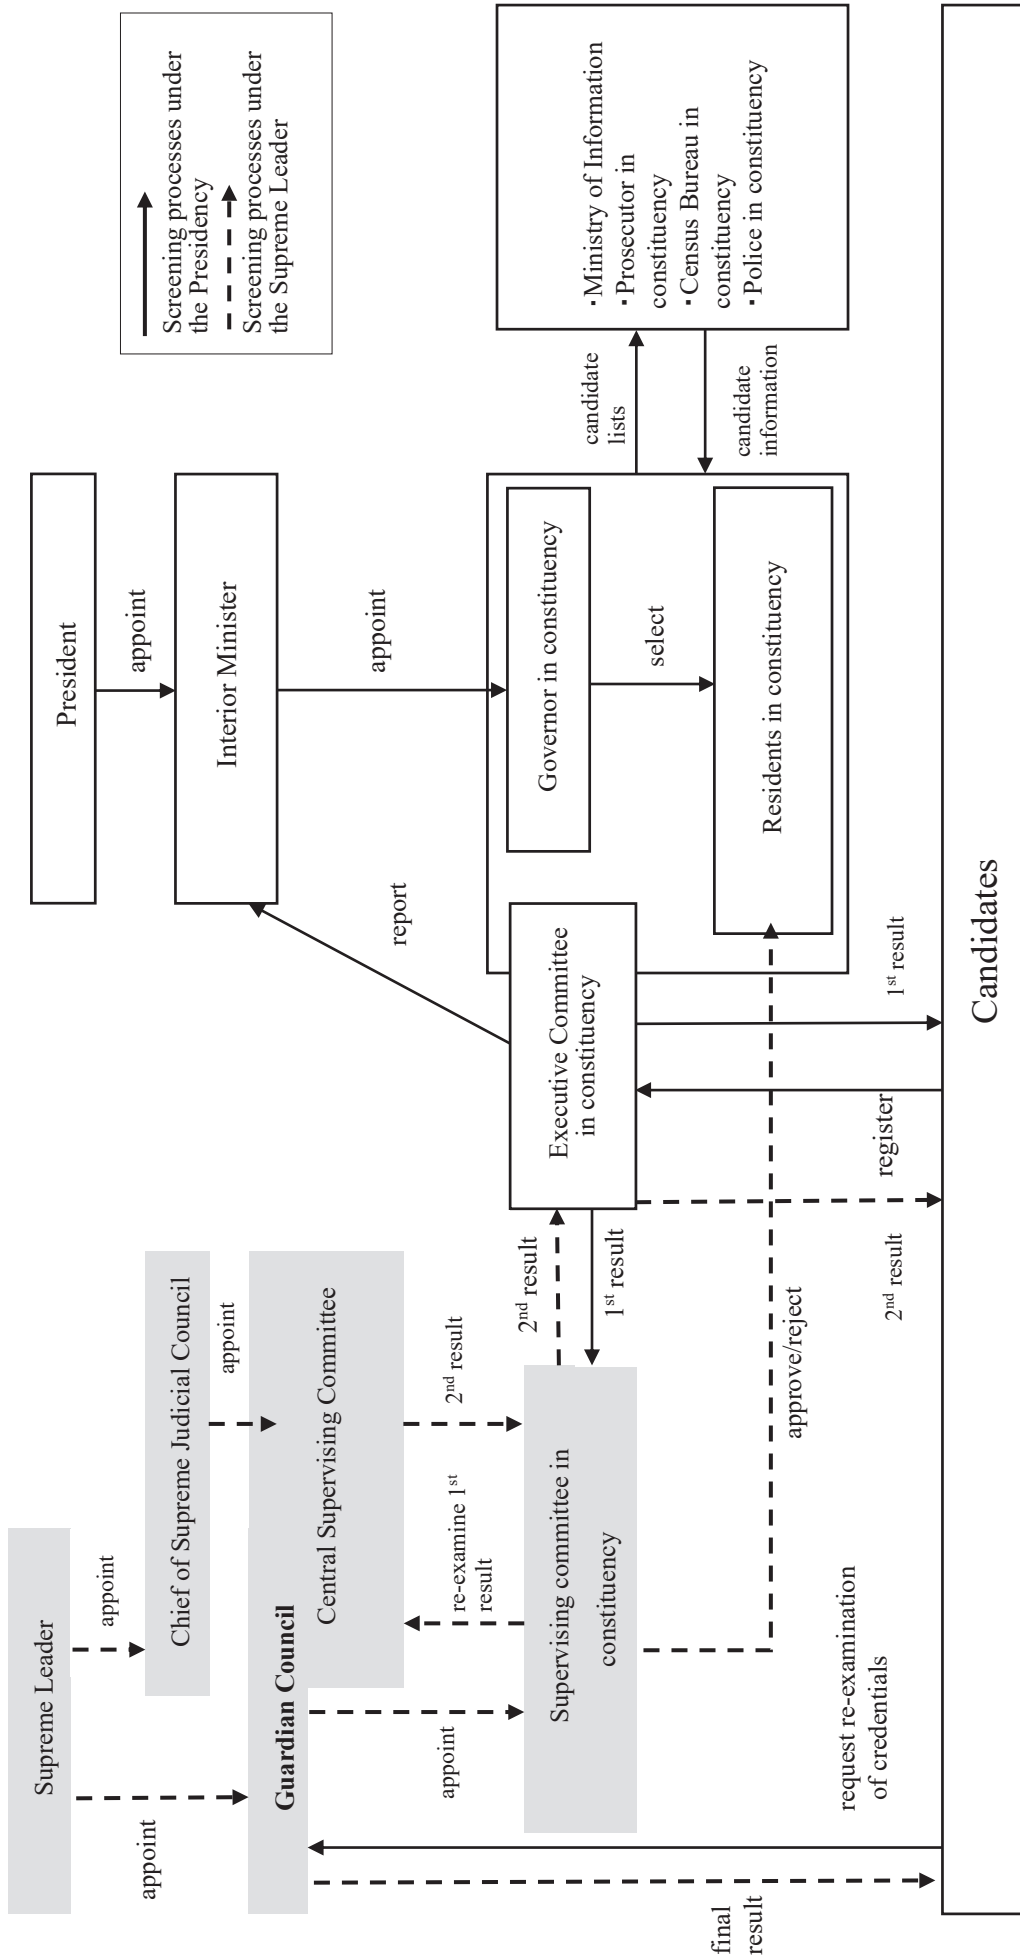 Supreme Leader
appoint
appoint
Chief of Supreme Judicial Council
appoint
Guardian Council
Central Supervising Committee
appoint
re-examine 1st
result
2nd result
Supervising committee in
constituency
2nd result
1st result
approve/reject
request re-examination
of credentials
final
result
President
appoint
Interior Minister
report
appoint
Executive Committee
in constituency
Governor in constituency
select
Residents in constituency
candidate
lists
candidate
information
・Ministry of Information
・Prosecutor in
constituency
・Census Bureau in
constituency
・Police in constituency
2nd result
register
1st result
Candidates
Screening processes under
the Presidency
Screening processes under
the Supreme Leader